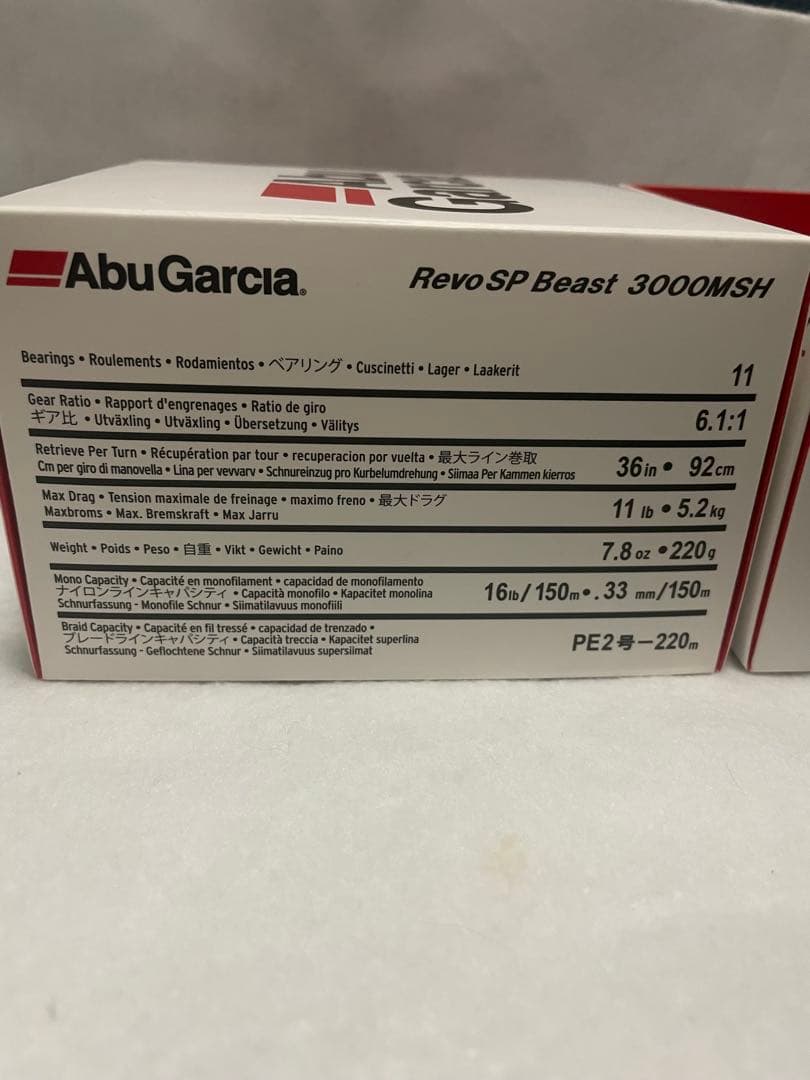 Abu
Garcia
AbuGarcia®
Revo SP Beast 3000MSH
Bearings • Roulements • Rodamientos • ベアリング • Cuscinetti • Lager • Laakerit
11
Gear Ratio • Rapport d'engrenages • Ratio de giro
ギア比 • Utväxling • Utväxling • Übersetzung • Välitys
6.1:1
Retrieve Per Turn • Récupération par tour • recuperacion por vuelta • 最大ライン巻取
Cm per giro di manovella • Lina per vevvarv • Schnureinzug pro Kurbelumdrehung • Siimaa Per Kammen kierros
36in • 92cm
Max Drag • Tension maximale de freinage • maximo freno • 最大ドラグ
Maxbroms • Max. Bremskraft • Max Jarru
11 lb • 5.2kg
Weight • Poids • Peso • 自重 • Vikt • Gewicht • Paino
7.8 oz • 220g
Mono Capacity • Capacité en monofilament • capacidad de monofilamento
ナイロンラインキャパシティ • Capacità monofilo • Kapacitet monolina
Schnurfassung - Monofile Schnur • Siimatilavuus monofiili
16lb/150m • .33 mm/150m
Braid Capacity • Capacité en fil tressé • capacidad de trenzado •
ブレードラインキャパシティ • Capacità treccia • Kapacitet superlina
Schnurfassung - Geflochtene Schnur • Siimatilavuus supersiimat
PE2号−220m